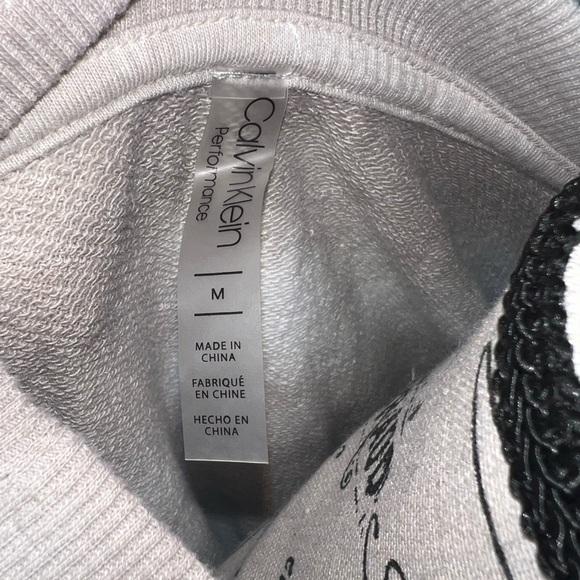 Calvin Klein
Performance
M
MADE IN
CHINA
FABRIQUÉ
EN CHINE
HECHO EN
CHINA